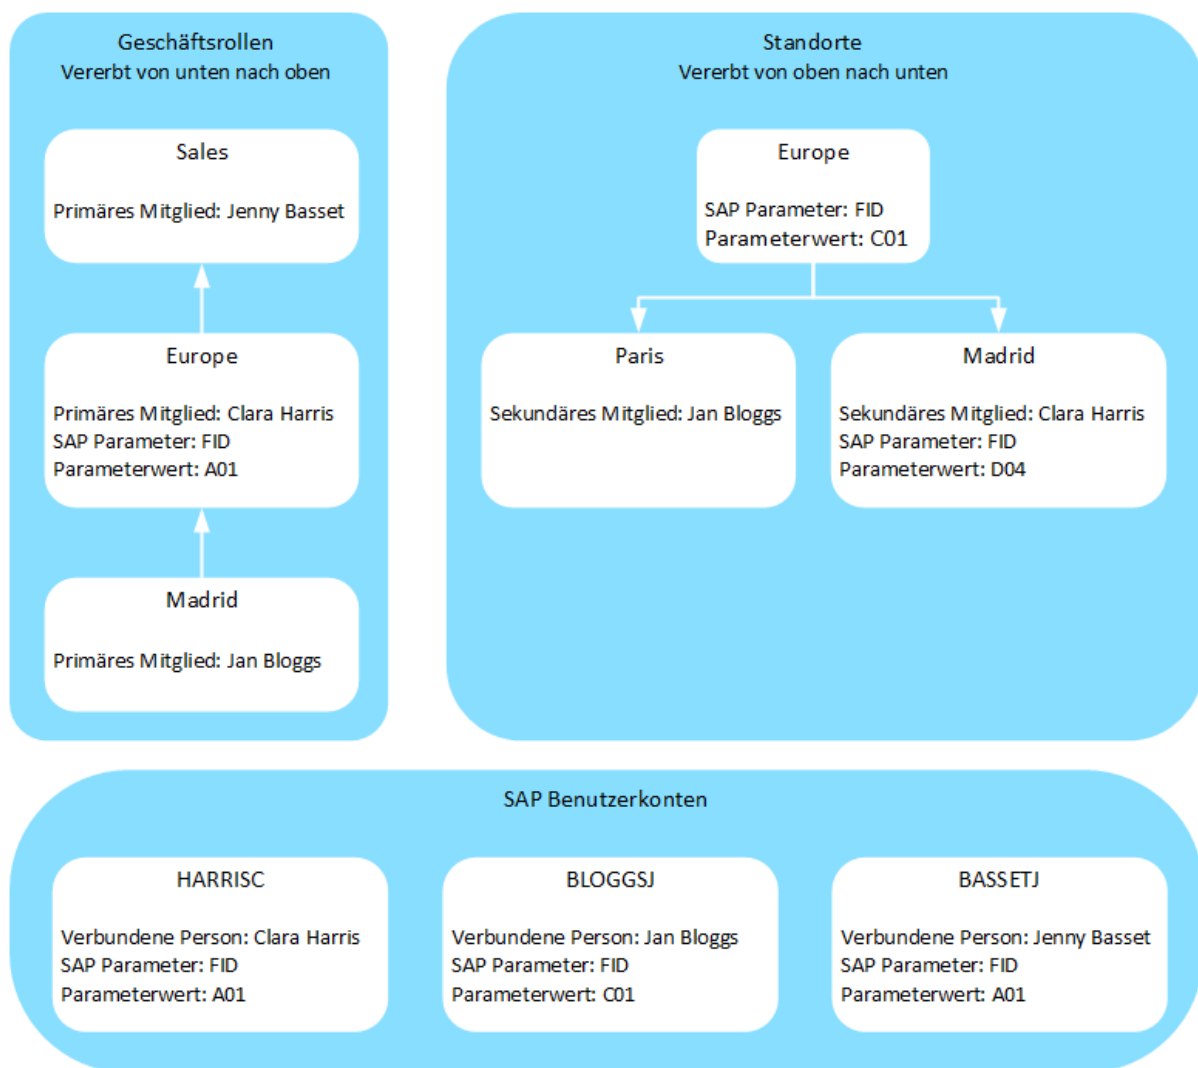 Geschäftsrollen
Vererbt von unten nach oben
Sales
Primäres Mitglied: Jenny Basset
Europe
Primäres Mitglied: Clara Harris
SAP Parameter: FID
Parameterwert: A01
Madrid
Primäres Mitglied: Jan Bloggs
Standorte
Vererbt von oben nach unten
Europe
SAP Parameter: FID
Parameterwert: C01
Paris
Sekundäres Mitglied: Jan Bloggs
Madrid
Sekundäres Mitglied: Clara Harris
SAP Parameter: FID
Parameterwert: D04
SAP Benutzerkonten
HARRISC
Verbundene Person: Clara Harris
SAP Parameter: FID
Parameterwert: A01
BLOGGSJ
Verbundene Person: Jan Bloggs
SAP Parameter: FID
Parameterwert: C01
BASSETJ
Verbundene Person: Jenny Basset
SAP Parameter: FID
Parameterwert: A01